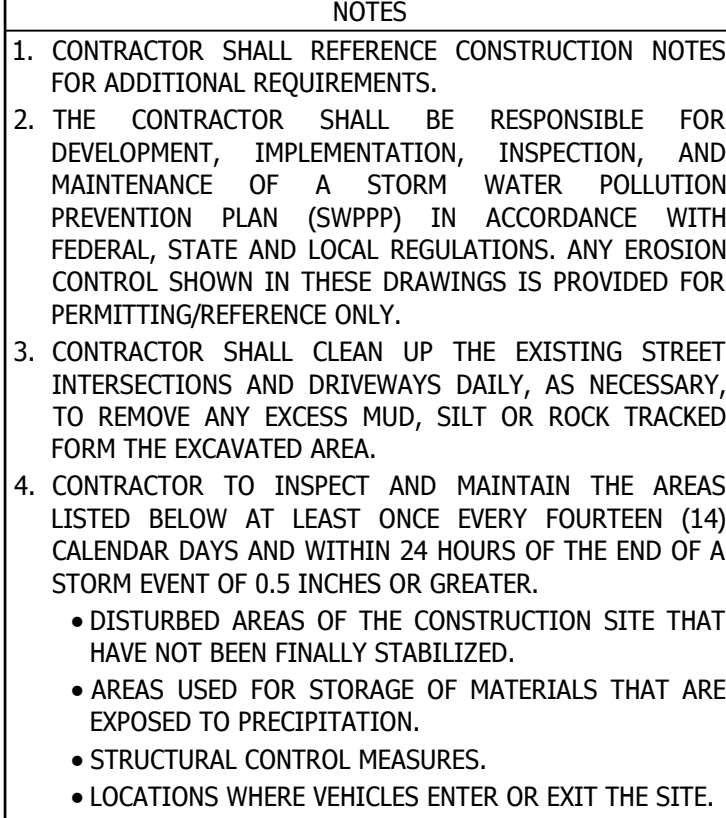 NOTES
1. CONTRACTOR SHALL REFERENCE CONSTRUCTION NOTES
FOR ADDITIONAL REQUIREMENTS.
2. THE CONTRACTOR SHALL BE RESPONSIBLE FOR
DEVELOPMENT, IMPLEMENTATION, INSPECTION, AND
MAINTENANCE OF A STORM WATER POLLUTION
PREVENTION PLAN (SWPPP) IN ACCORDANCE WITH
FEDERAL, STATE AND LOCAL REGULATIONS. ANY EROSION
CONTROL SHOWN IN THESE DRAWINGS IS PROVIDED FOR
PERMITTING/REFERENCE ONLY.
3. CONTRACTOR SHALL CLEAN UP THE EXISTING STREET
INTERSECTIONS AND DRIVEWAYS DAILY, AS NECESSARY,
TO REMOVE ANY EXCESS MUD, SILT OR ROCK TRACKED
FORM THE EXCAVATED AREA.
4. CONTRACTOR TO INSPECT AND MAINTAIN THE AREAS
LISTED BELOW AT LEAST ONCE EVERY FOURTEEN (14)
CALENDAR DAYS AND WITHIN 24 HOURS OF THE END OF A
STORM EVENT OF 0.5 INCHES OR GREATER.
• DISTURBED AREAS OF THE CONSTRUCTION SITE THAT
HAVE NOT BEEN FINALLY STABILIZED.
• AREAS USED FOR STORAGE OF MATERIALS THAT ARE
EXPOSED TO PRECIPITATION.
• STRUCTURAL CONTROL MEASURES.
• LOCATIONS WHERE VEHICLES ENTER OR EXIT THE SITE.